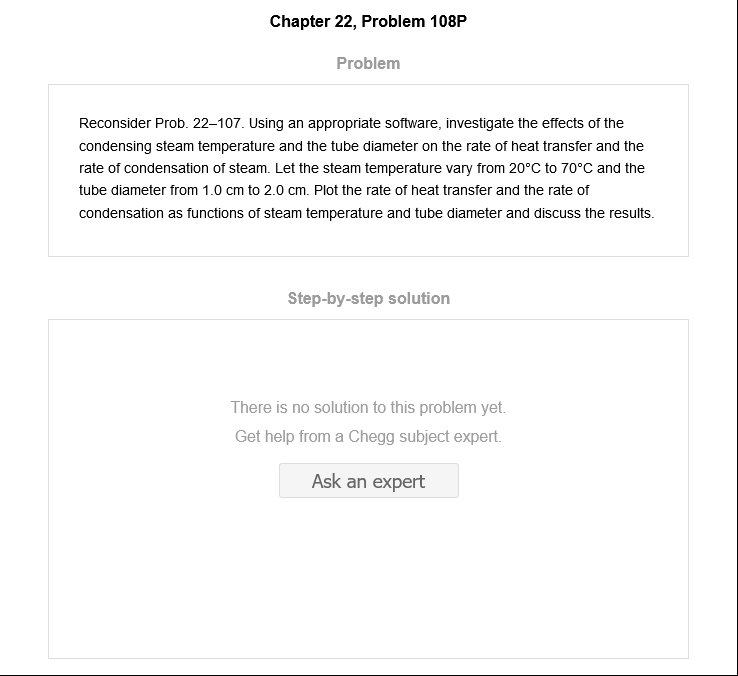 Chapter 22, Problem 108P
Problem
Reconsider Prob. 22–107. Using an appropriate software, investigate the effects of the
condensing steam temperature and the tube diameter on the rate of heat transfer and the
rate of condensation of steam. Let the steam temperature vary from 20°C to 70°C and the
tube diameter from 1.0 cm to 2.0 cm. Plot the rate of heat transfer and the rate of
condensation as functions of steam temperature and tube diameter and discuss the results.
Step-by-step solution
There is no solution to this problem yet.
Get help from a Chegg subject expert.
Ask an expert